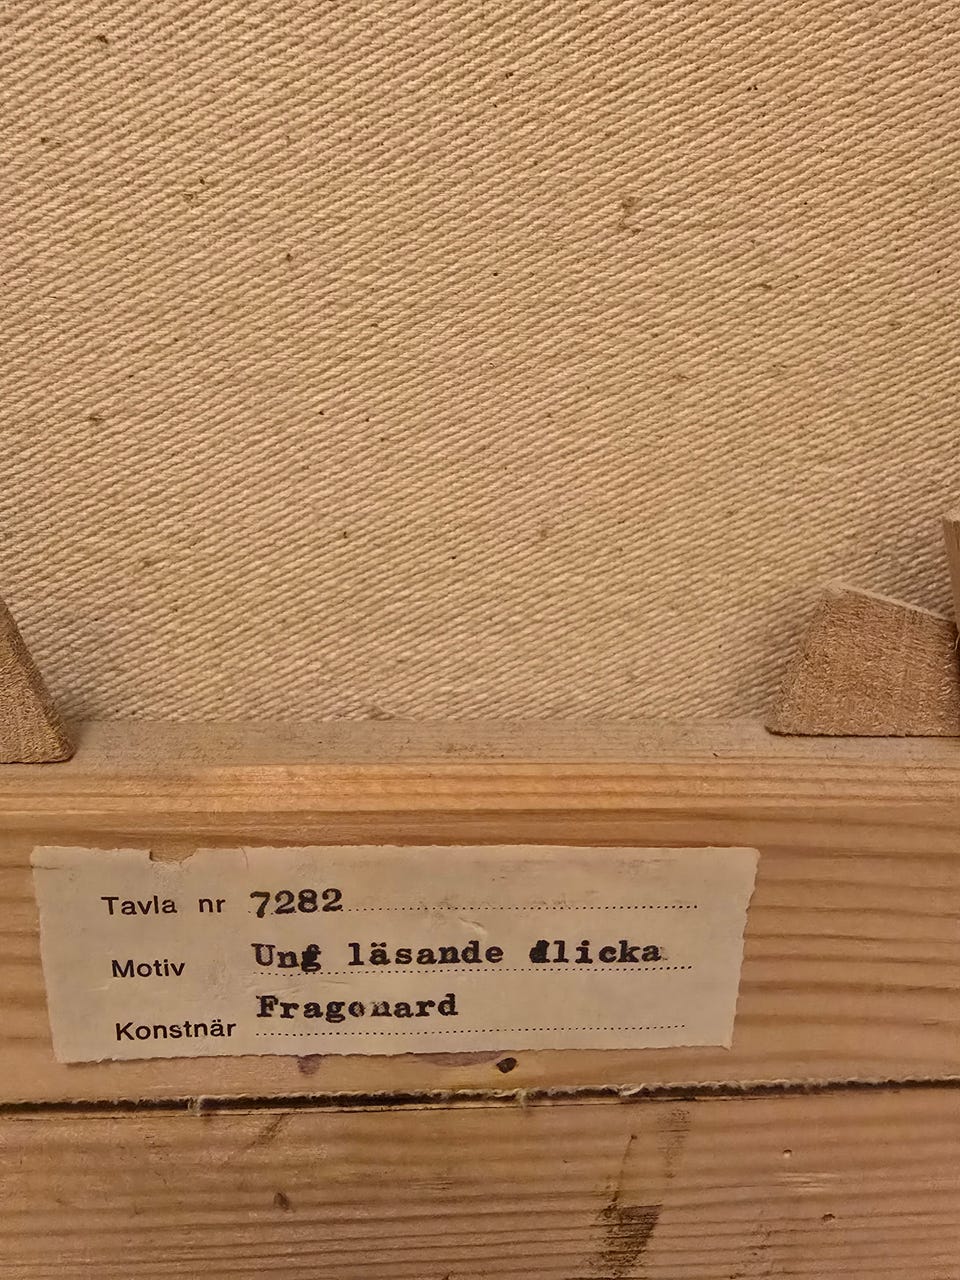 Tavla nr 7282
Motiv Ung läsande flicka
Konstnär Fragonard